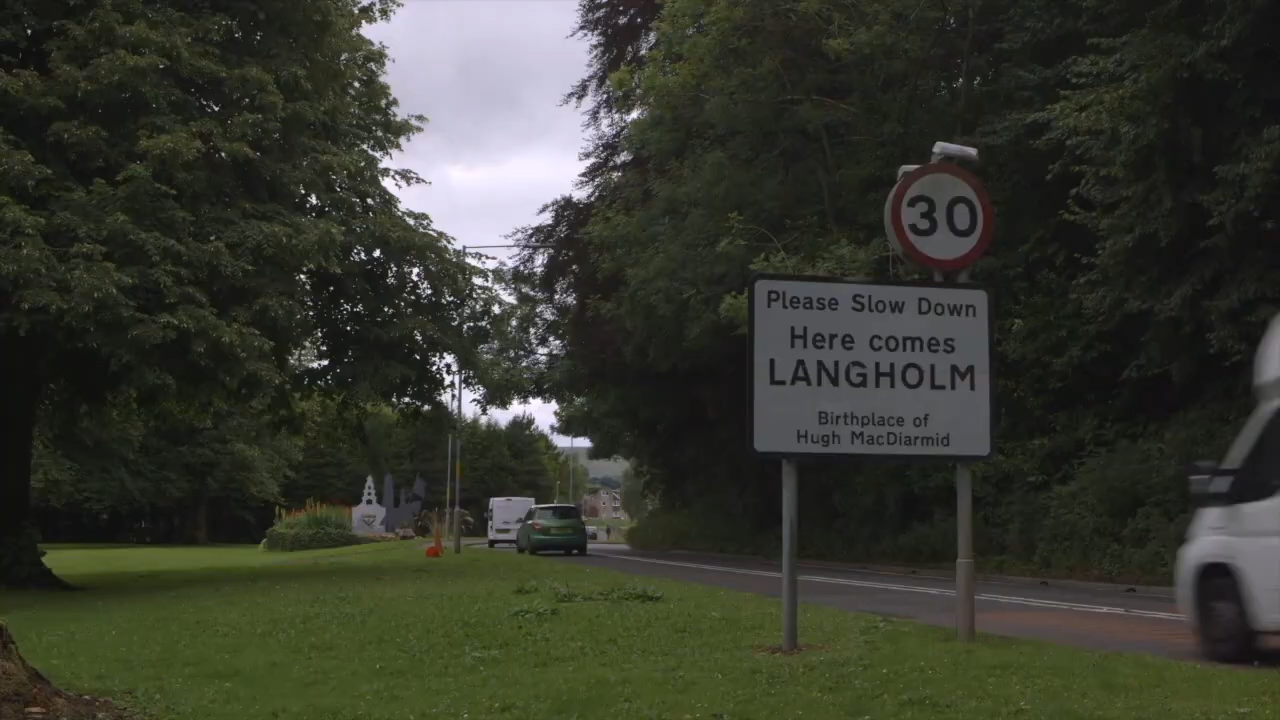 30
Please Slow Down
Here comes
LANGHOLM
Birthplace of
Hugh MacDiarmid